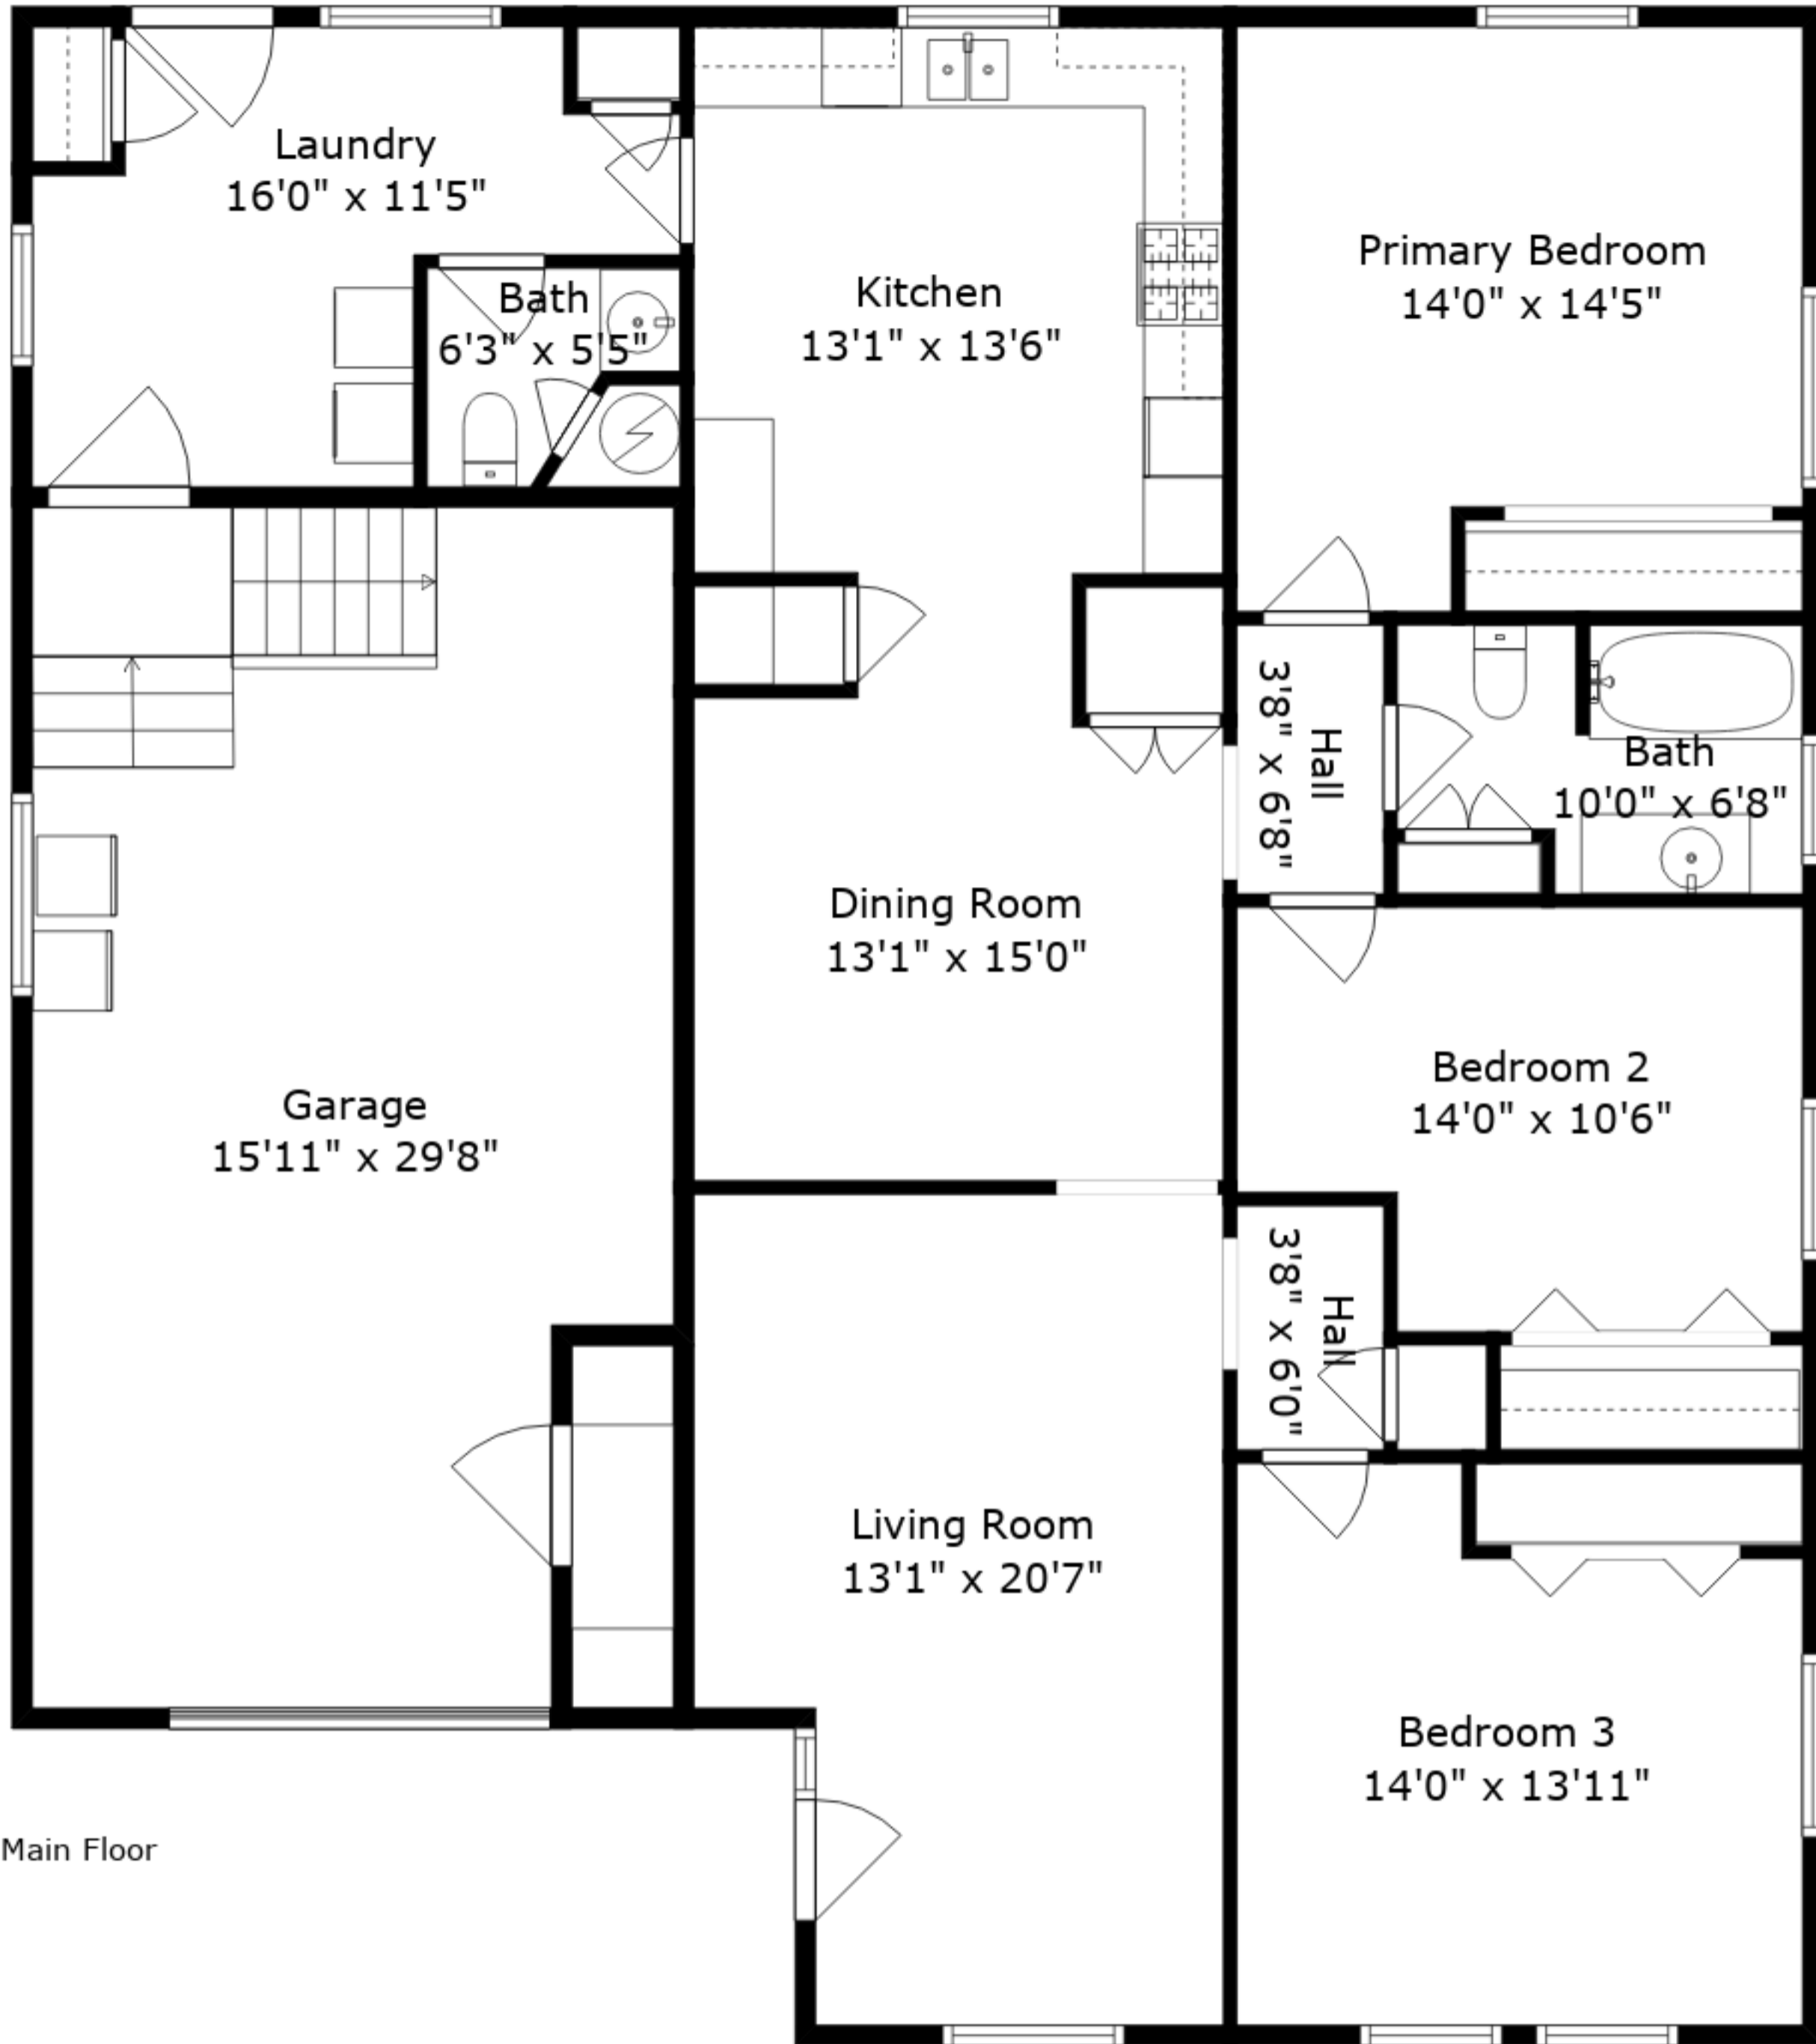 Laundry
16'0" x 11'5"
Bath
6'3" x 5'5"
Kitchen
13'1" x 13'6"
Primary Bedroom
14'0" x 14'5"
Hall
3'8" x 6'8"
Bath
10'0" x 6'8"
Dining Room
13'1" x 15'0"
Bedroom 2
14'0" x 10'6"
Garage
15'11" x 29'8"
Hall
3'8" x 6'0"
Living Room
13'1" x 20'7"
Bedroom 3
14'0" x 13'11"
Main Floor